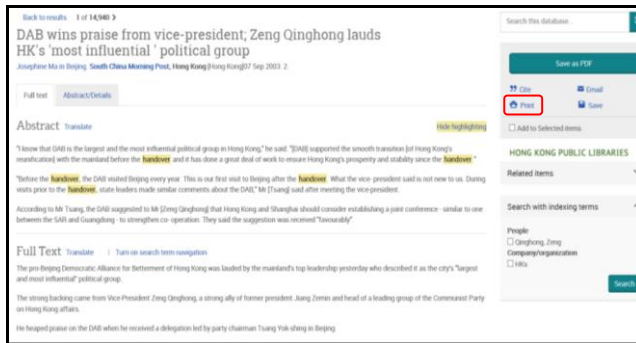 Back to results 1 of 14,940 >
DAB wins praise from vice-president; Zeng Qinghong lauds
HK's 'most influential ' political group
Josephine Ma in Beijing. South China Morning Post, Hong Kong [Hong Kong]07 Sep 2003: 2.
Full text Abstract/Details
Abstract Translate Hide highlighting
"I know that DAB is the largest and the most influential political group in Hong Kong," he said. "[DAB] supported the smooth transition [of Hong Kong's
reunification] with the mainland before the handover and it has done a great deal of work to ensure Hong Kong's prosperity and stability since the handover."
"Before the handover, the DAB visited Beijing every year. This is our first visit to Beijing after the handover. What the vice- president said is not new to us. During
visits prior to the handover, state leaders made similar comments about the DAB," Mr [Tsang] said after meeting the vice-president.
According to Mr Tsang, the DAB suggested to Mr [Zeng Qinghong] that Hong Kong and Shanghai should consider establishing a joint conference - similar to one
between the SAR and Guangdong - to strengthen co- operation. They said the suggestion was received "favourably".
Full Text Translate | Turn on search term navigation
The pro-Beijing Democratic Alliance for Betterment of Hong Kong was lauded by the mainland's top leadership yesterday who described it as the city's "largest
and most influential" political group.
The strong backing came from Vice-President Zeng Qinghong, a strong ally of former president Jiang Zemin and head of a leading group of the Communist Party
on Hong Kong affairs.
He heaped praise on the DAB when he received a delegation led by party chairman Tsang Yok-shing in Beijing.
Search this database...
Save as PDF
Cite Email
Print Save
Add to Selected items
HONG KONG PUBLIC LIBRARIES
Related items
Search with indexing terms
People
Qinghong, Zeng
Company/organization
HKs
Search